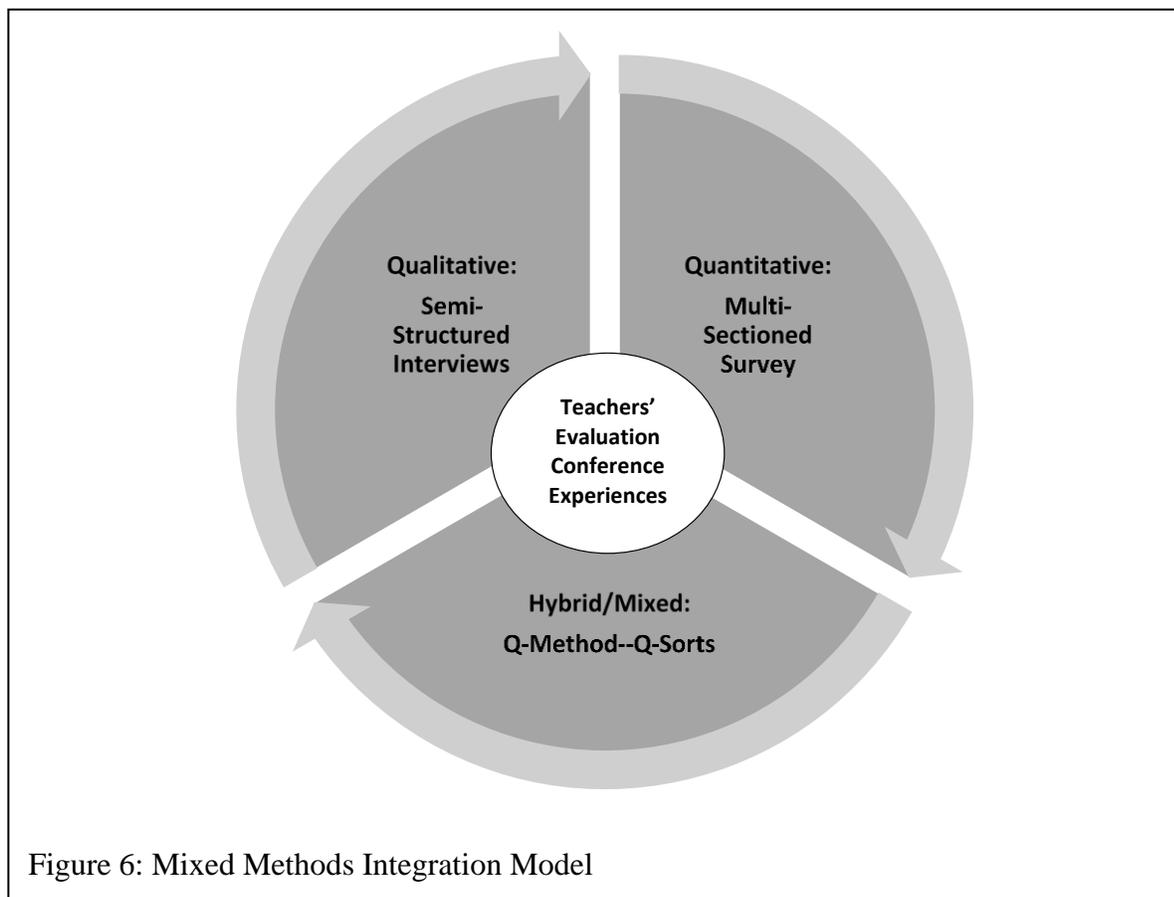 Qualitative:
Semi-
Structured
Interviews
Quantitative:
Multi-
Sectioned
Survey
Teachers’
Evaluation
Conference
Experiences
Hybrid/Mixed:
Q-Method--Q-Sorts
Figure 6: Mixed Methods Integration Model